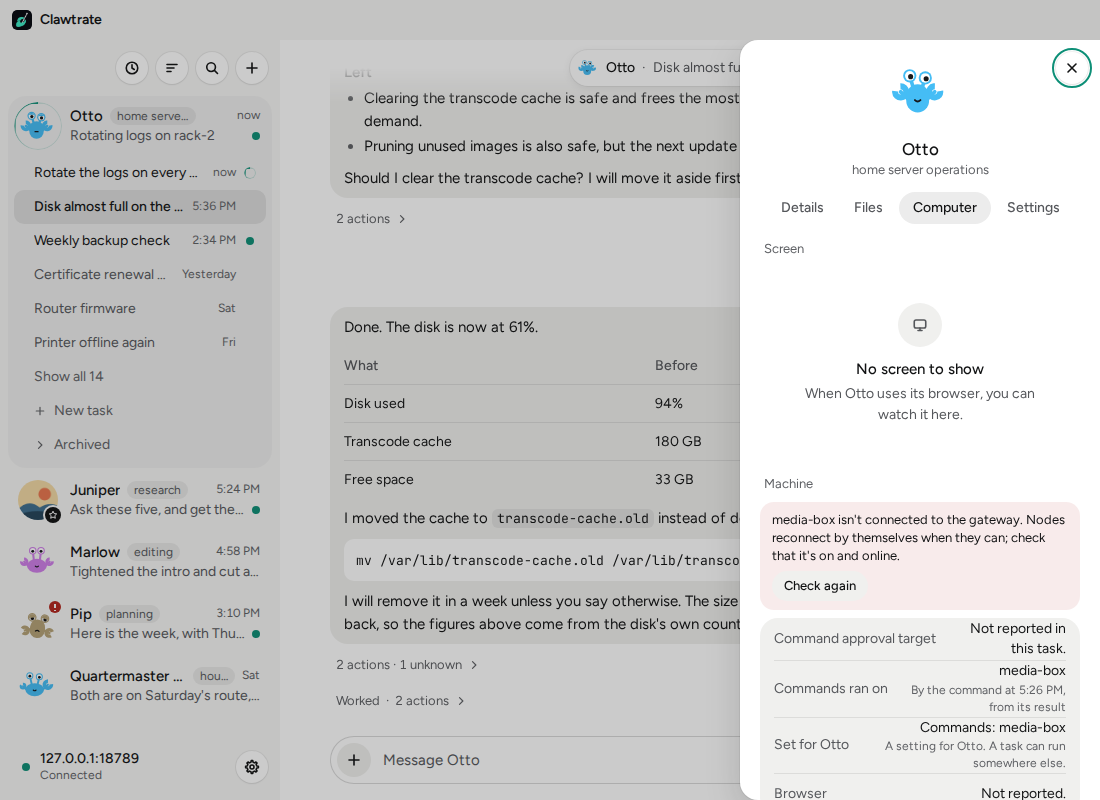 Clawtrate
Otto home serve... now
Rotating logs on rack-2
Rotate the logs on every ... now
Disk almost full on the ... 5:36 PM
Weekly backup check 2:34 PM
Certificate renewal ... Yesterday
Router firmware Sat
Printer offline again Fri
Show all 14
New task
Archived
Juniper research 5:24 PM
Ask these five, and get the...
Marlow editing 4:58 PM
Tightened the intro and cut a...
Pip planning 3:10 PM
Here is the week, with Thu...
Quartermaster ... hou... Sat
Both are on Saturday's route,...
127.0.0.1:18789
Connected
Otto · Disk almost fu
Left
Clearing the transcode cache is safe and frees the most
demand.
Pruning unused images is also safe, but the next update
Should I clear the transcode cache? I will move it aside first
2 actions
Done. The disk is now at 61%.
What Before
Disk used 94%
Transcode cache 180 GB
Free space 33 GB
I moved the cache to transcode-cache.old instead of d
mv /var/lib/transcode-cache.old /var/lib/transc
I will remove it in a week unless you say otherwise. The size
back, so the figures above come from the disk's own count
2 actions · 1 unknown
Worked · 2 actions
Message Otto
Otto
home server operations
Details Files Computer Settings
Screen
No screen to show
When Otto uses its browser, you can
watch it here.
Machine
media-box isn't connected to the gateway. Nodes
reconnect by themselves when they can; check
that it's on and online.
Check again
Command approval target Not reported in
this task.
Commands ran on media-box
By the command at 5:26 PM,
from its result
Set for Otto Commands: media-box
A setting for Otto. A task can run
somewhere else.
Browser Not reported.